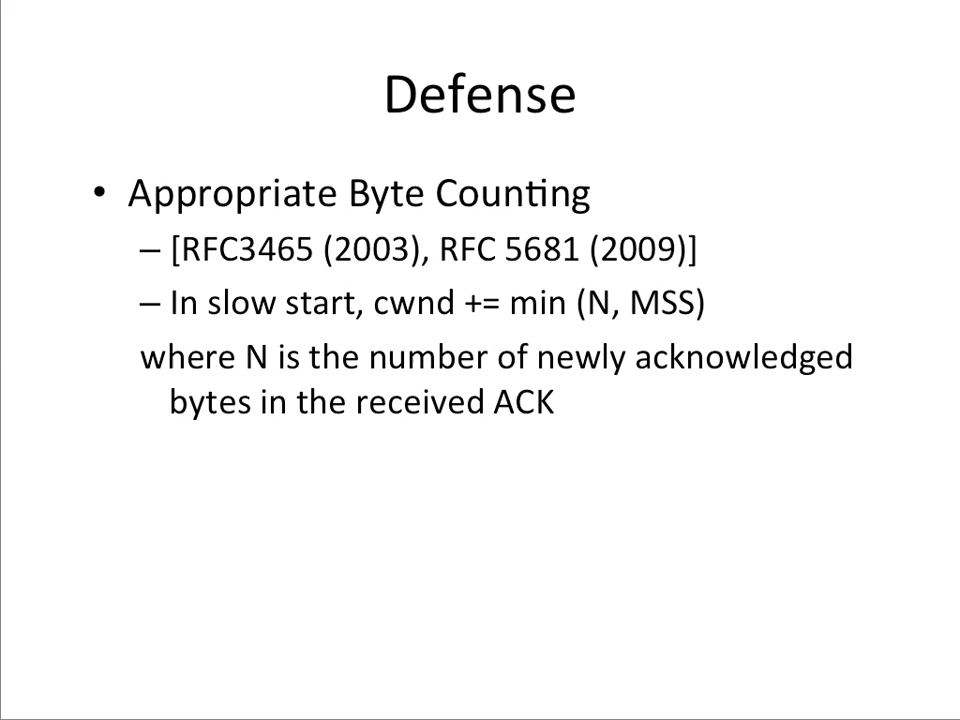 Defense
• Appropriate Byte Counting
– [RFC3465 (2003), RFC 5681 (2009)]
– In slow start, cwnd += min (N, MSS)
where N is the number of newly acknowledged
bytes in the received ACK